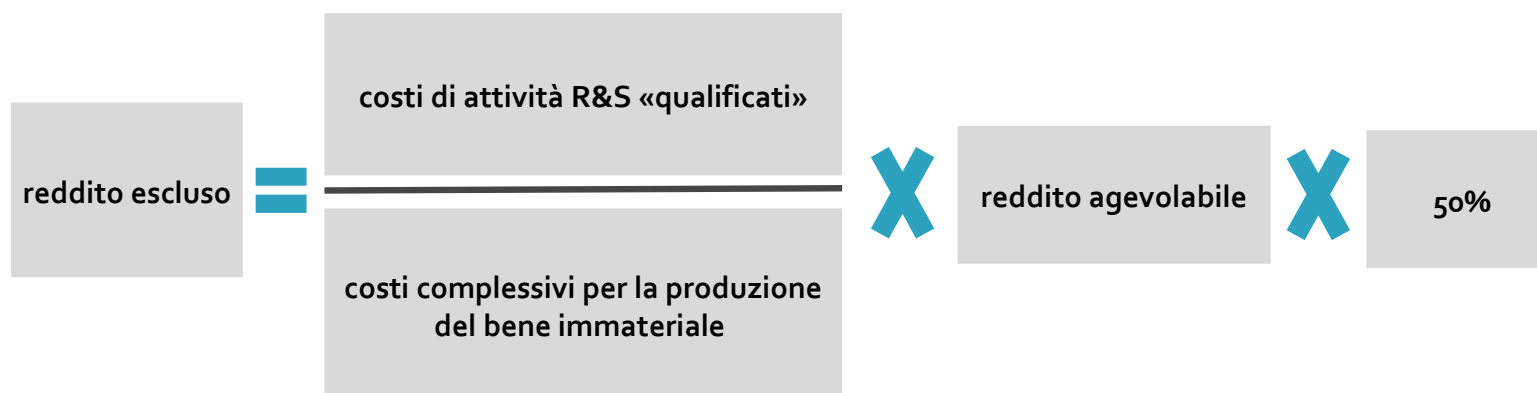 reddito escluso
costi di attività R&S «qualificati»
costi complessivi per la produzione
del bene immateriale
reddito agevolabile
50%